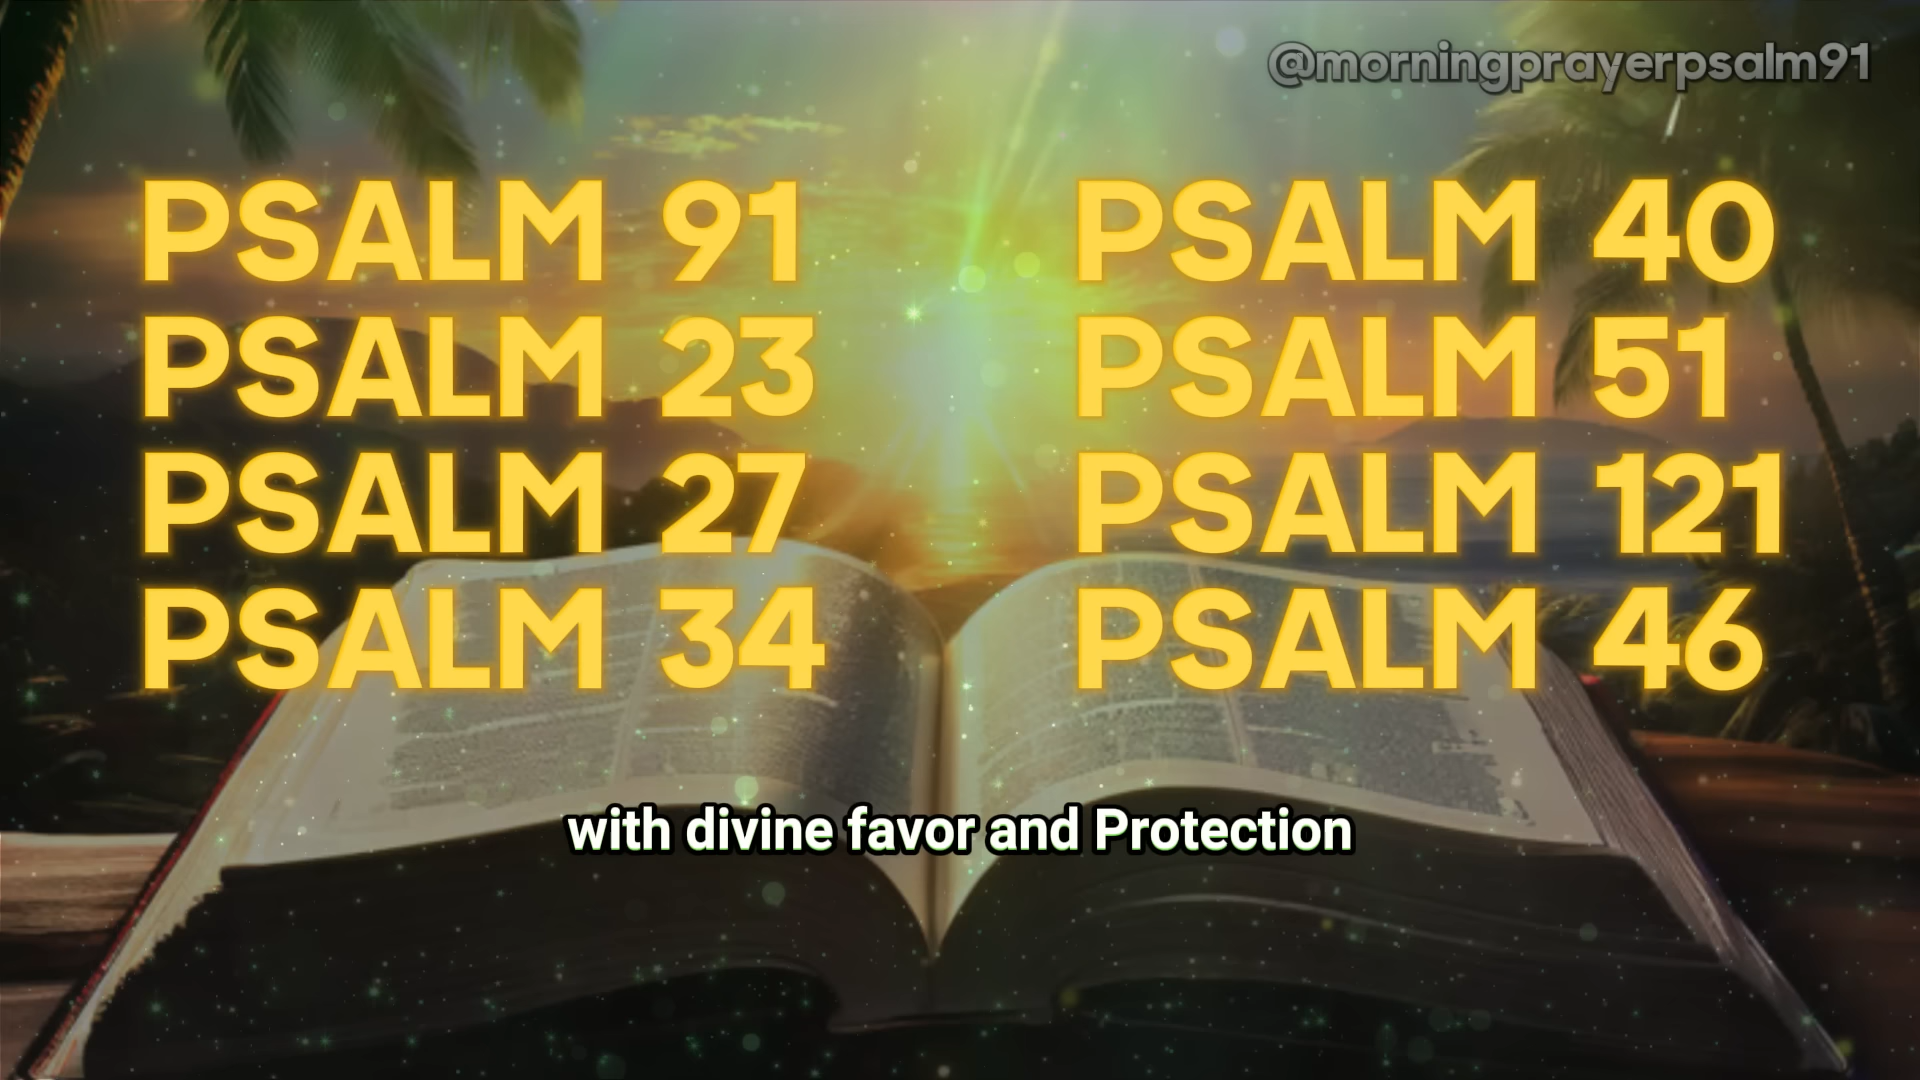 @morningprayerpsalm91
PSALM 91
PSALM 23
PSALM 27
PSALM 34
PSALM 40
PSALM 51
PSALM 121
PSALM 46
with divine favor and Protection